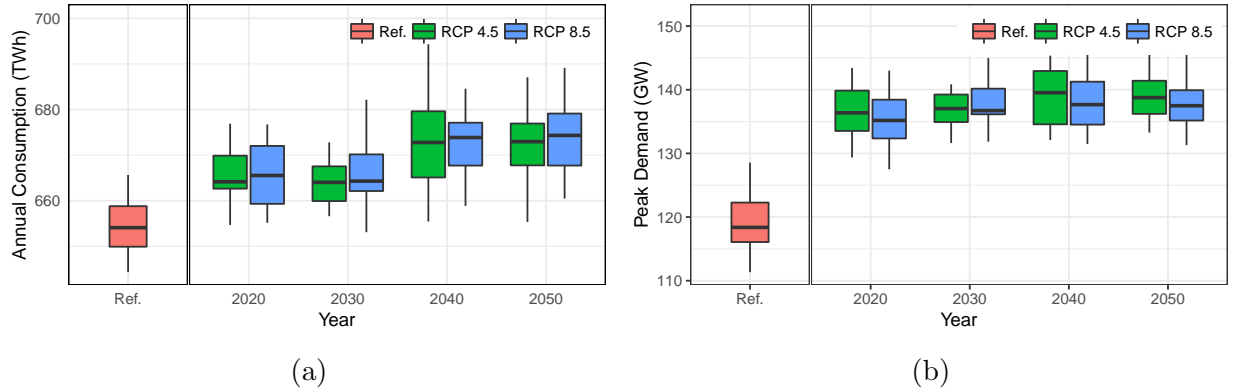 Annual Consumption (TWh)
700
680
660
Ref. RCP 4.5 RCP 8.5
Ref. 2020 2030 2040 2050
Year
(a)
Peak Demand (GW)
150
140
130
120
110
Ref. RCP 4.5 RCP 8.5
Ref. 2020 2030 2040 2050
Year
(b)